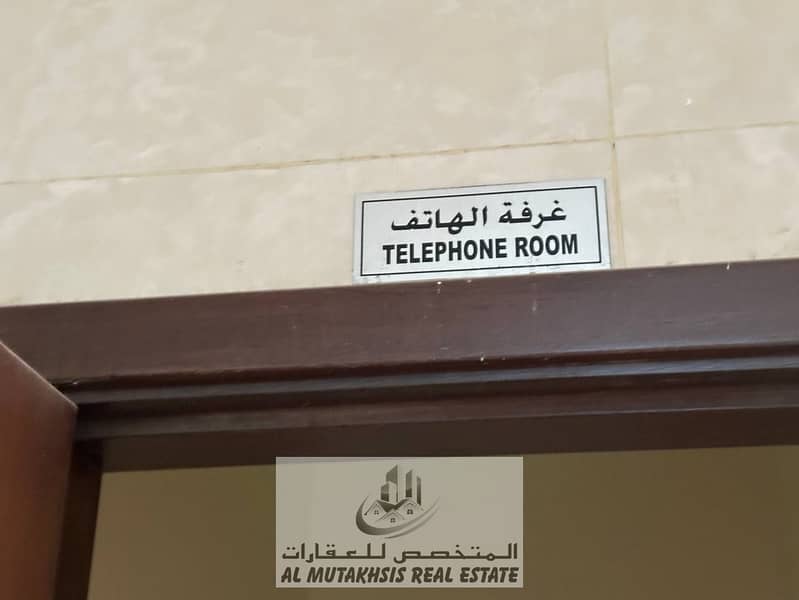 غرفة الهاتف
TELEPHONE ROOM
المتخصص للعقارات
AL MUTAKHSIS REAL ESTATE